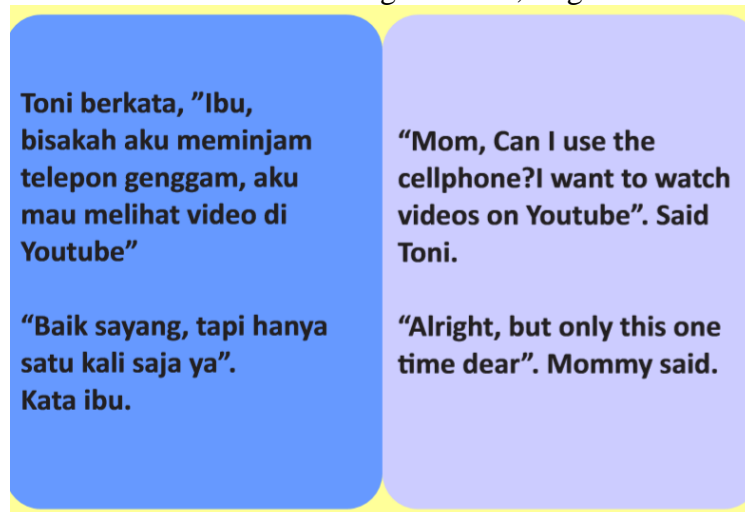 Toni berkata, ”Ibu,
bisakah aku meminjam
telepon genggam, aku
mau melihat video di
Youtube”
“Baik sayang, tapi hanya
satu kali saja ya”.
Kata ibu.
“Mom, Can I use the
cellphone?I want to watch
videos on Youtube”. Said
Toni.
“Alright, but only this one
time dear”. Mommy said.